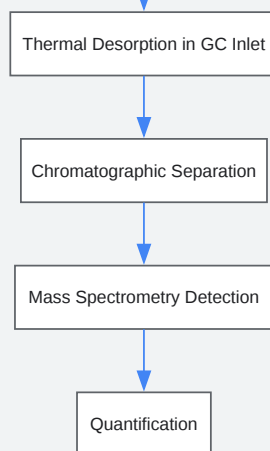 Thermal Desorption in GC Inlet
Chromatographic Separation
Mass Spectrometry Detection
Quantification